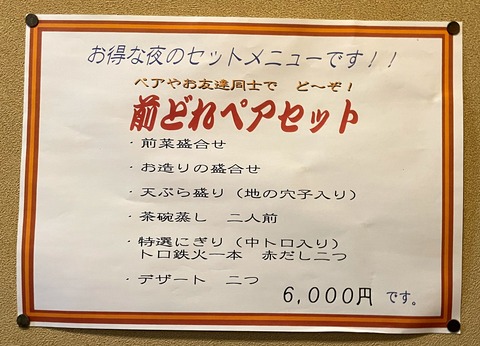 お得な夜のセットメニューです！！
ペアやお友達同士で　ど～ぞ！
前どれペアセット
・前菜盛合せ
・お造りの盛合せ
・天ぷら盛り（地の穴子入り）
・茶碗蒸し　二人前
・特選にぎり（中トロ入り）
トロ鉄火一本　赤だし二つ
・デザート　二つ
6,000円 です。